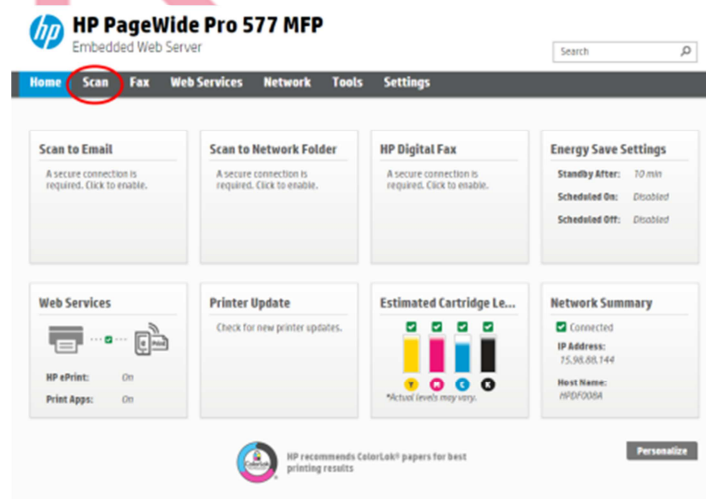 hp
HP PageWide Pro 577 MFP
Embedded Web Server
Search
Home Scan Fax Web Services Network Tools Settings
Scan to Email
A secure connection is
required. Click to enable.
Scan to Network Folder
A secure connection is
required. Click to enable.
HP Digital Fax
A secure connection is
required. Click to enable.
Energy Save Settings
Standby After: 10 min
Scheduled On: Disabled
Scheduled Off: Disabled
Web Services
HP ePrint: On
Print Apps: On
Printer Update
Check for new printer updates.
Estimated Cartridge Le...
Y M C K
*Actual levels may vary.
Network Summary
Connected
IP Address:
15.98.88.144
Host Name:
HPDF008A
ColorLok
HP recommends ColorLok® papers for best
printing results
Personalize